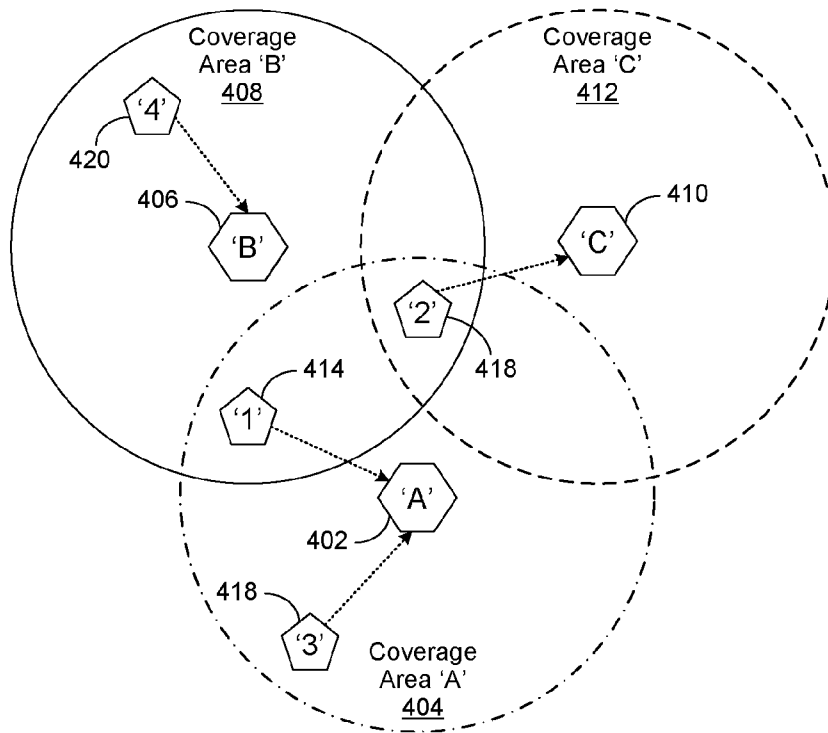 Coverage
Area 'B'
408
Coverage
Area 'C'
412
'4'
420
406
'B'
410
'C'
'2'
418
414
'1'
'A'
402
418
'3'
Coverage
Area 'A'
404